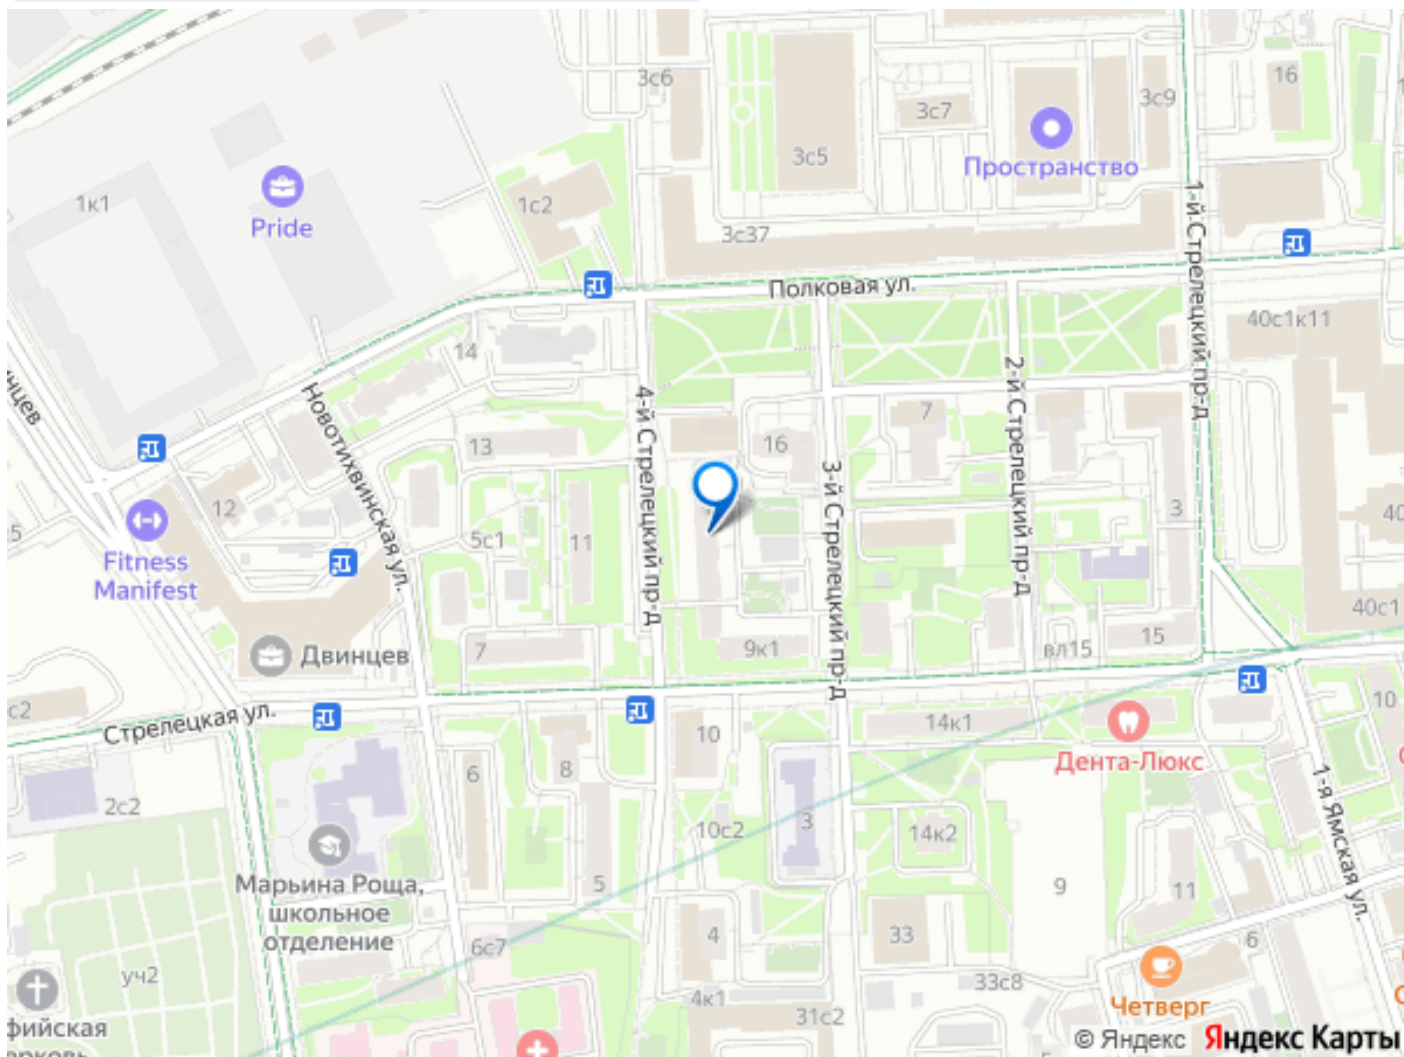 3с6
16
3с9
3с7
Пространство
3с5
1к1
1с2
Pride
3с37
1-й Стрелецкий пр-д
Полковая ул.
40с1к11
14
Новотихвинская ул.
4-й Стрелецкий пр-д
2-й Стрелецкий пр-д
7
13
16
3-й Стрелецкий пр-д
12
3
40
5с1
11
Fitness
Manifest
40с1
Двинцев
7
9к1
вл15
15
с2
Стрелецкая ул.
10
14к1
10
Дента-Люкс
6
8
2с2
10с2
3
14к2
1-я Ямская ул.
Марьина Роща,
школьное
отделение
5
9
11
6с7
4
33
6
уч2
33с8
4к1
31с2
Четверг
фийская
© Яндекс Яндекс Карты